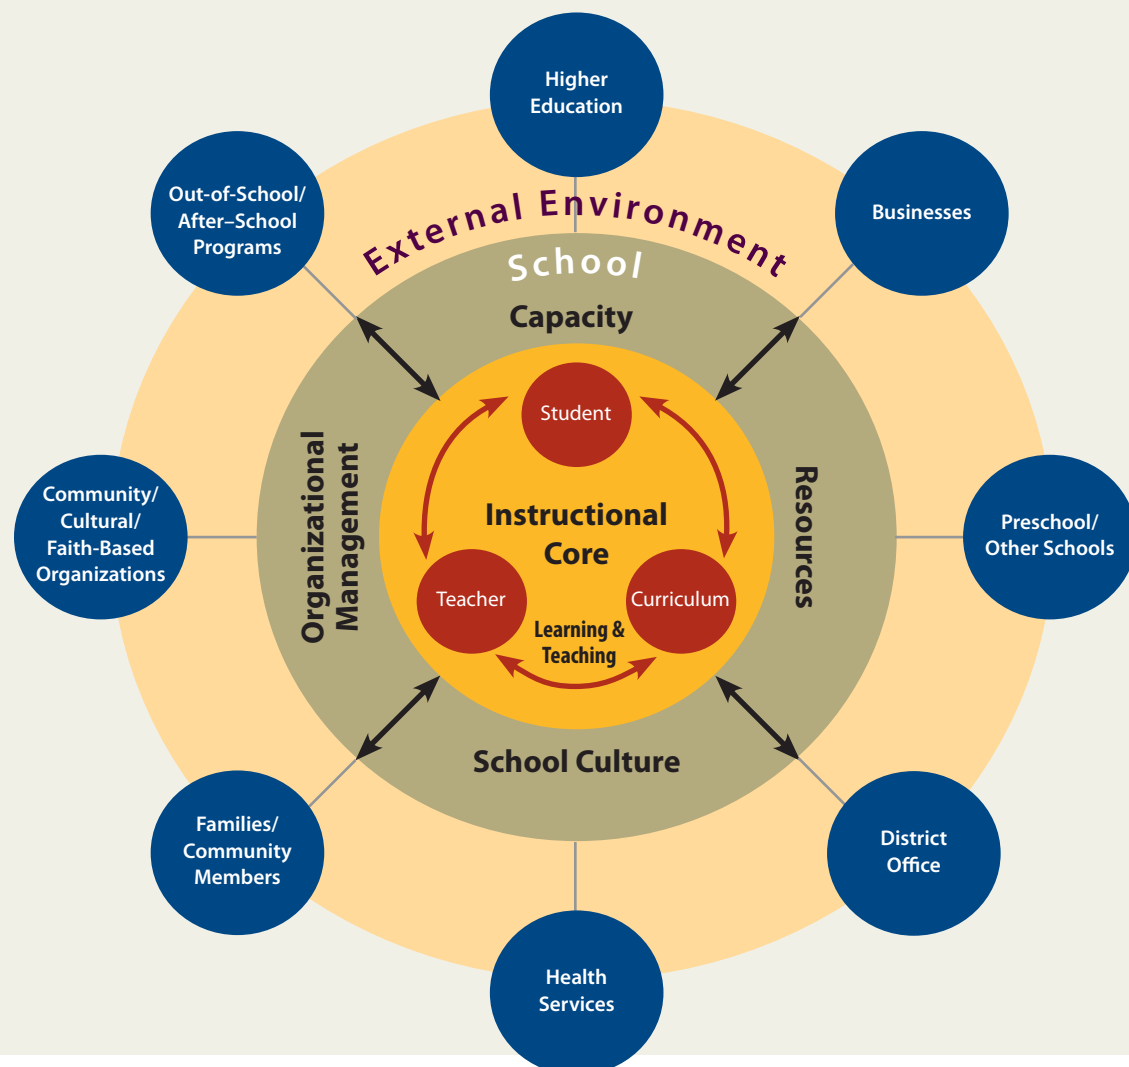 Higher
Education
Out-of-School/
After–School
Programs
Businesses
External Environment
School
Capacity
Student
Community/
Cultural/
Faith-Based
Organizations
Organizational
Management
Instructional
Core
Resources
Preschool/
Other Schools
Teacher
Curriculum
Learning &
Teaching
School Culture
Families/
Community
Members
District
Office
Health
Services